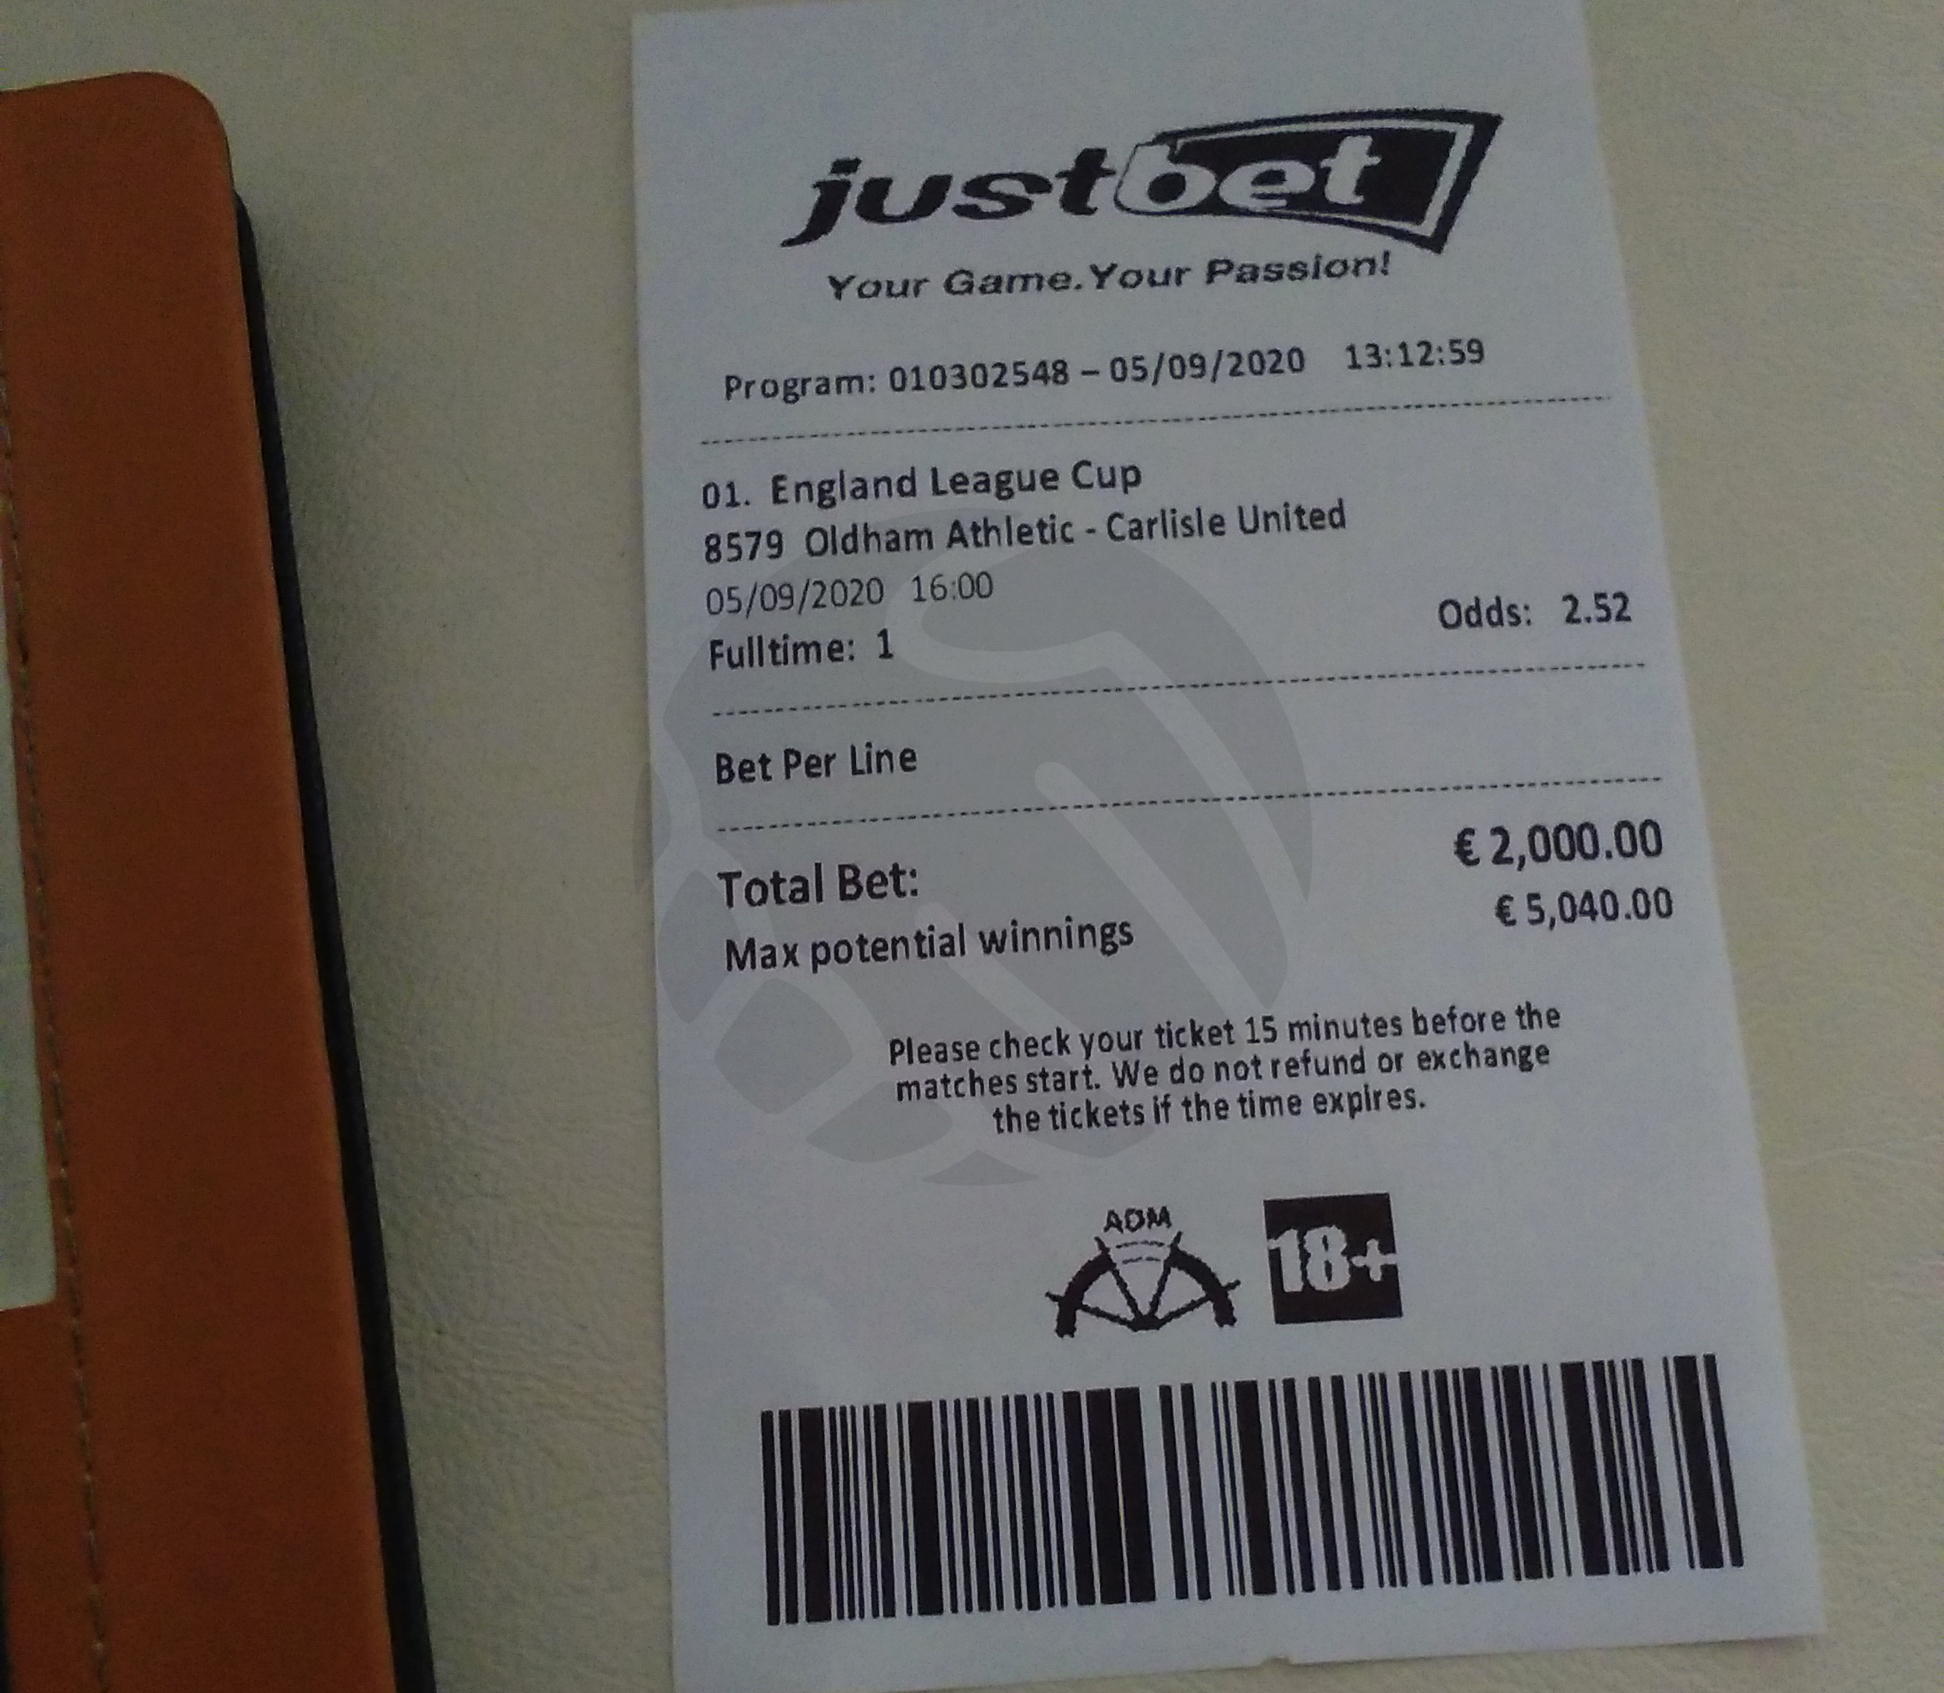 justbet
Your Game.Your Passion!
Program: 010302548 – 05/09/2020 13:12:59
01. England League Cup
8579 Oldham Athletic - Carlisle United
05/09/2020 16:00
Fulltime: 1 Odds: 2.52
Bet Per Line
Total Bet: € 2,000.00
Max potential winnings € 5,040.00
Please check your ticket 15 minutes before the
matches start. We do not refund or exchange
the tickets if the time expires.
ADM
18+